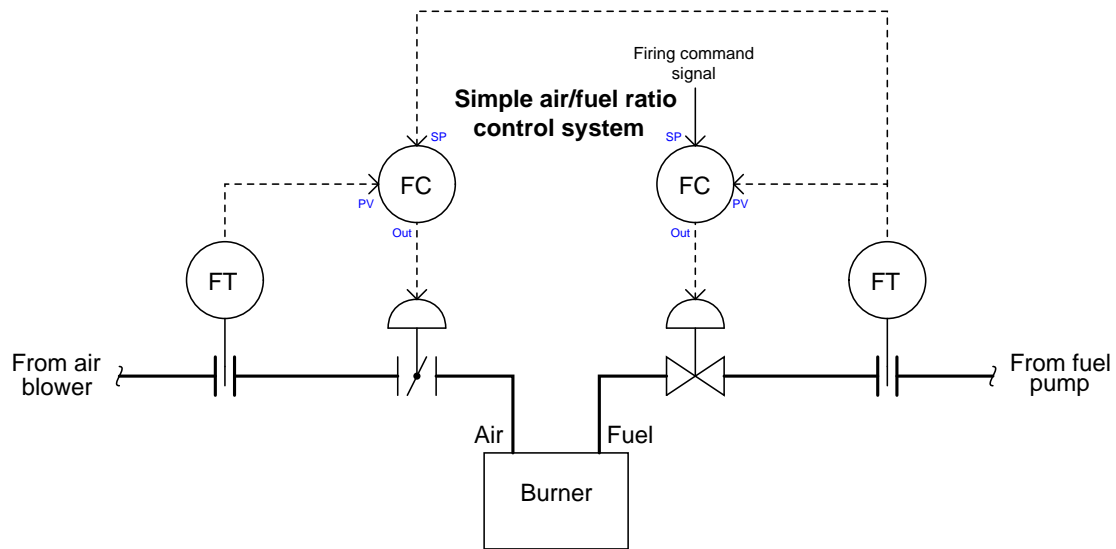 Firing command
signal
Simple air/fuel ratio
control system
SP
SP
FC
FC
PV
PV
Out
Out
FT
FT
From air
blower
From fuel
pump
Air
Fuel
Burner